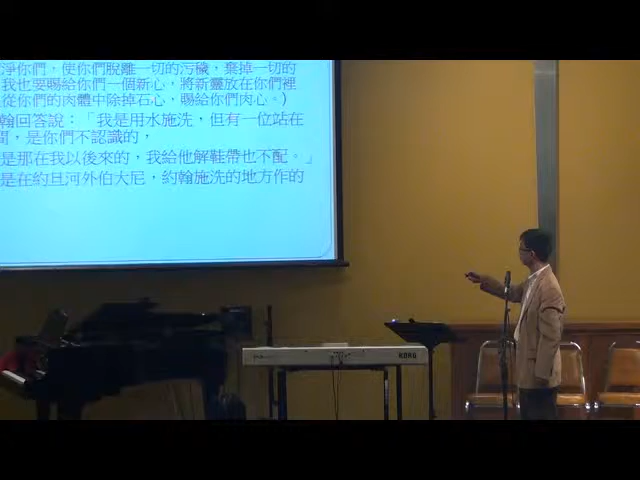 淨你們，使你們脫離一切的污穢，棄掉一切的
我也要賜給你們一個新心，將新靈放在你們裡
從你們的肉體中除掉石心，賜給你們肉心。)
翰回答說：「我是用水施洗，但有一位站在
間，是你們不認識的，
是那在我以後來的，我給他解鞋帶也不配。」
是在約旦河外伯大尼，約翰施洗的地方作的
KORG